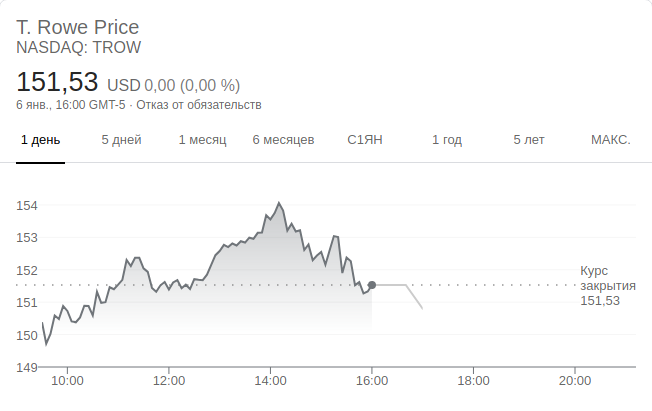 T. Rowe Price
NASDAQ: TROW
151,53 USD 0,00 (0,00 %)
6 янв., 16:00 GMT-5 · Отказ от обязательств
1 день 5 дней 1 месяц 6 месяцев С1ЯН 1 год 5 лет МАКС.
154
153
152
151
150
149
Курс
закрытия
151,53
10:00 12:00 14:00 16:00 18:00 20:00